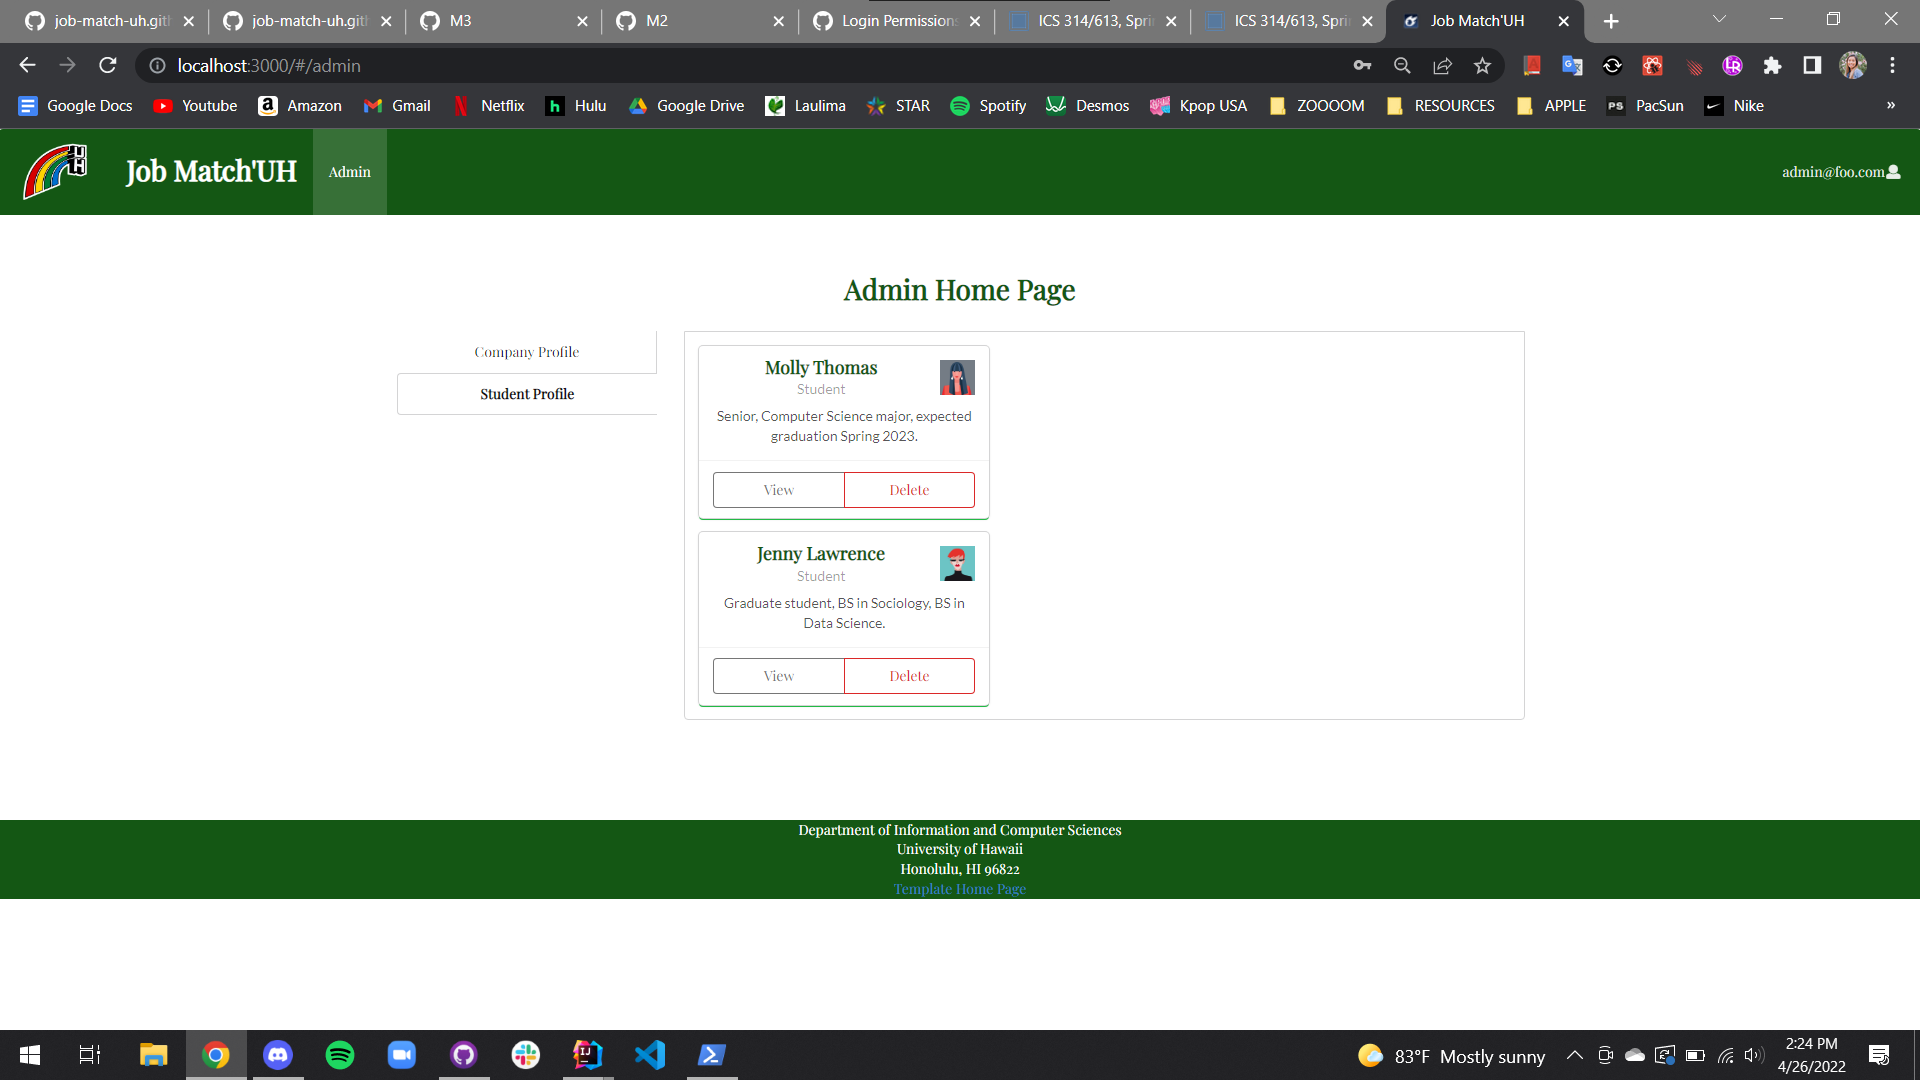 job-match-uh.gith
job-match-uh.gith
M3
M2
Login Permissions
ICS 314/613, Spri
ICS 314/613, Spri
Job Match'UH
localhost:3000/#/admin
Google Docs
Youtube
Amazon
Gmail
Netflix
Hulu
Google Drive
Laulima
STAR
Spotify
Desmos
Kpop USA
ZOOOOM
RESOURCES
APPLE
PacSun
Nike
»
Job Match'UH
Admin
admin@foo.com
Admin Home Page
Company Profile
Student Profile
Molly Thomas
Student
Senior, Computer Science major, expected
graduation Spring 2023.
View
Delete
Jenny Lawrence
Student
Graduate student, BS in Sociology, BS in
Data Science.
View
Delete
Department of Information and Computer Sciences
University of Hawaii
Honolulu, HI 96822
Template Home Page
83°F Mostly sunny
2:24 PM
4/26/2022